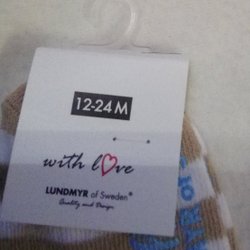 12-24 M
with love
LUNDMYR of Sweden®
Quality and Design